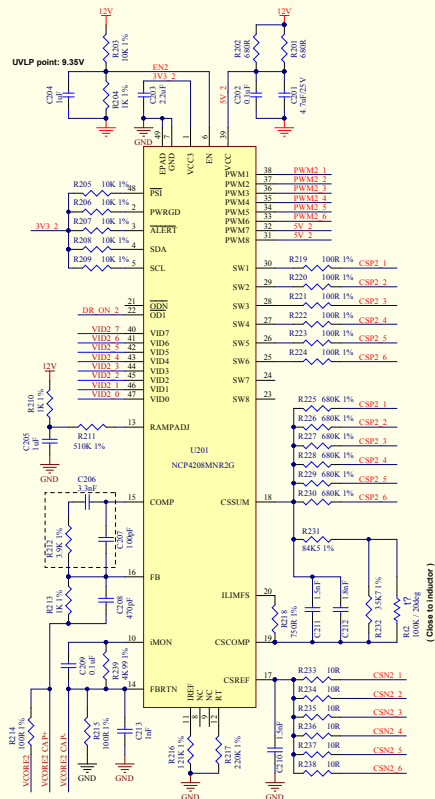 12V
12V
UVLP point: 9.35V
R203
10K 1%
R202
680R
R201
680R
EN2
3V3_2
C204
1uF
R204
1K 1%
C203
2.2uF
5V_2
C202
0.1uF
C201
4.7uF/25V
GND
49
7
1
6
39
EPAD
GND
VCC3
EN
VCC
PWM1
38
PWM2_1
PWM2
37
PWM2_2
PWM3
36
PWM2_3
PWM4
35
PWM2_4
PWM5
34
PWM2_5
PWM6
33
PWM2_6
PWM7
32
5V_2
PWM8
31
5V_2
R205
10K 1%
48
PSI
R206
10K 1%
2
PWRGD
3V3_2
R207
10K 1%
3
ALERT
R208
10K 1%
4
SDA
R209
10K 1%
5
SCL
SW1
30
R219
100R 1%
CSP2_1
SW2
29
R220
100R 1%
CSP2_2
SW3
28
R221
100R 1%
CSP2_3
SW4
27
R222
100R 1%
CSP2_4
SW5
26
R223
100R 1%
CSP2_5
SW6
25
R224
100R 1%
CSP2_6
SW7
24
SW8
23
21
ODN
DR_ON_2
22
OD1
VID2_7
40
VID7
VID2_6
41
VID6
VID2_5
42
VID5
VID2_4
43
VID4
VID2_3
44
VID3
VID2_2
45
VID2
VID2_1
46
VID1
VID2_0
47
VID0
12V
R210
1K 1%
13
RAMPADJ
R211
510K 1%
C205
1uF
GND
U201
NCP4208MNR2G
R225
680K 1%
CSP2_1
R226
680K 1%
CSP2_2
R227
680K 1%
CSP2_3
R228
680K 1%
CSP2_4
R229
680K 1%
CSP2_5
R230
680K 1%
CSP2_6
CSSUM
18
C206
3.3nF
15
COMP
R212
3.9K 1%
C207
100pF
16
FB
R213
1K 1%
C208
470pF
R231
84K5 1%
ILIMFS
20
R218
750R 1%
C211
1.5nF
C212
1.8nF
R232
35K7 1%
100K / 20deg
( Close to inductor )
CSCOMP
19
10
iMON
C209
0.1uF
R239
4K99 1%
14
FBRTN
CSREF
17
R233
10R
CSN2_1
R234
10R
CSN2_2
R235
10R
CSN2_3
R236
10R
CSN2_4
R237
10R
CSN2_5
R238
10R
CSN2_6
C210
1.5nF
GND
R214
100R 1%
VCORE2_CAP+
VCORE2_CAP-
R215
100R 1%
C213
1nF
GND
GND
IREF
NC
NC
RT
11
8
9
12
R216
121K 1%
R217
220K 1%
GND
GND